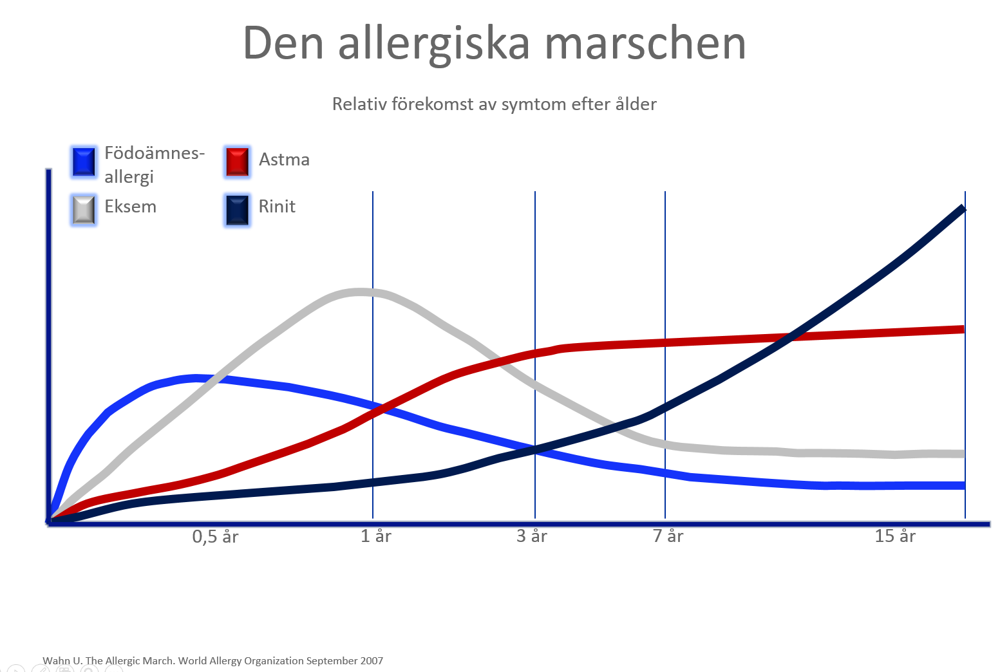 Den allergiska marschen
Relativ förekomst av symtom efter ålder
Födoämnes-
allergi
Astma
Eksem
Rinit
0,5 år
1 år
3 år
7 år
15 år
Wahn U. The Allergic March. World Allergy Organization September 2007